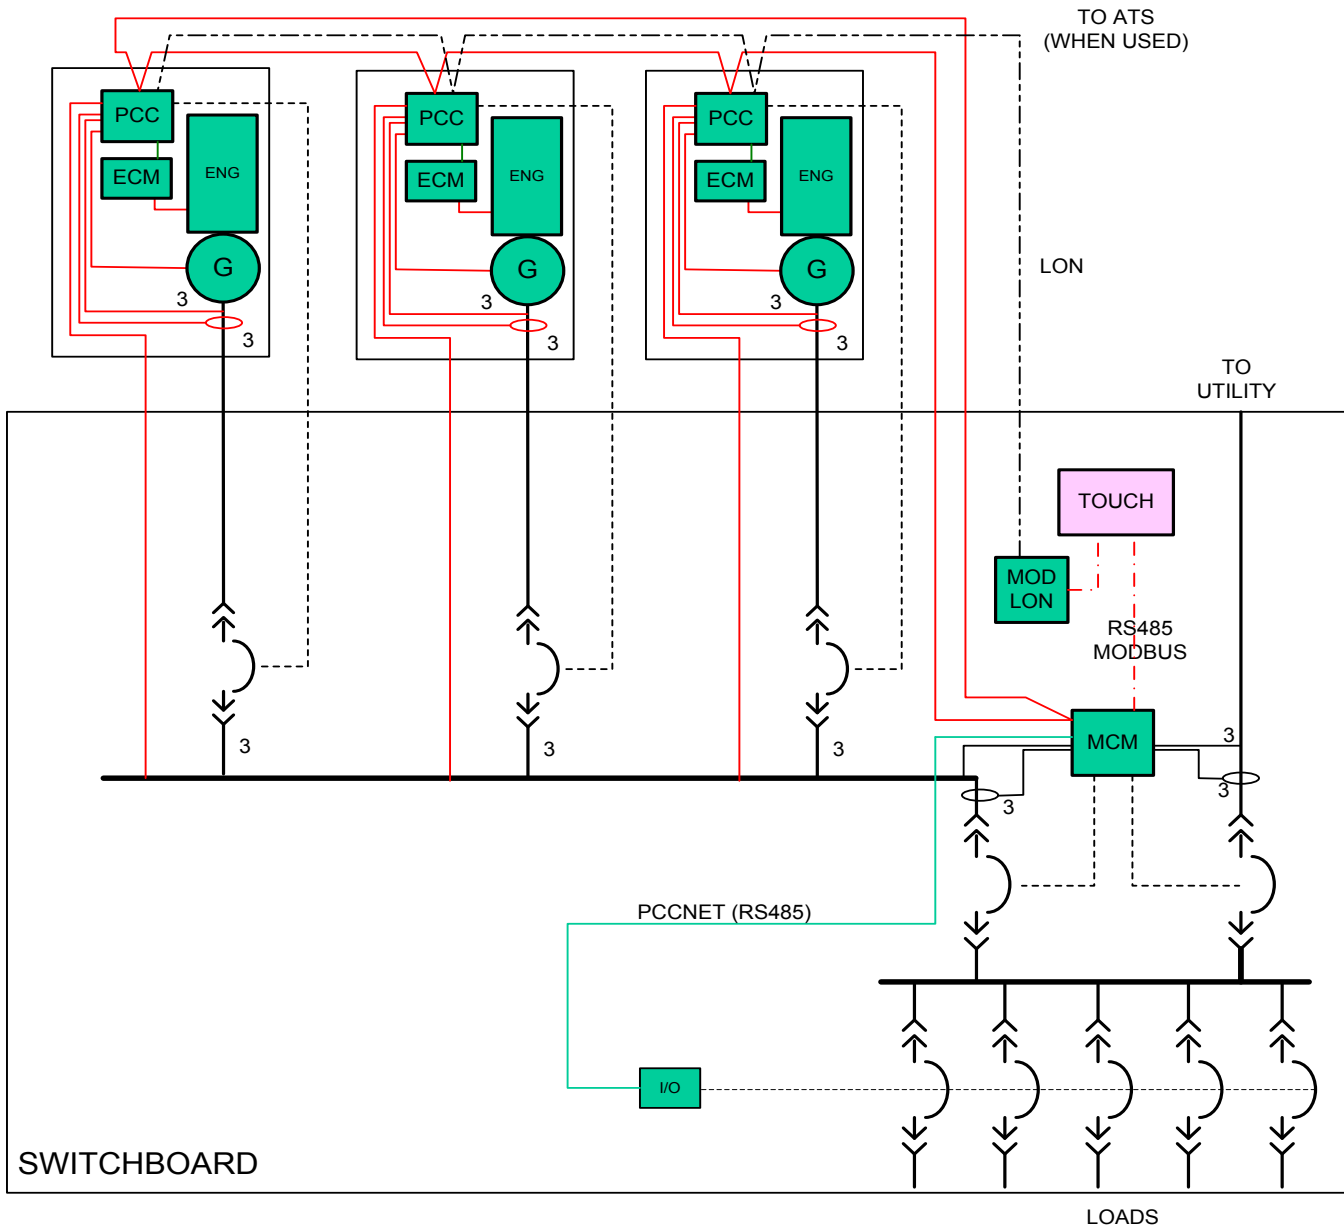 TO ATS
(WHEN USED)
PCC
PCC
PCC
ECM
ENG
ECM
ENG
ECM
ENG
G
G
G
LON
3
3
3
3
3
3
TO
UTILITY
TOUCH
MOD
LON
RS485
MODBUS
MCM
3
3
3
3
3
3
PCCNET (RS485)
I/O
SWITCHBOARD
LOADS